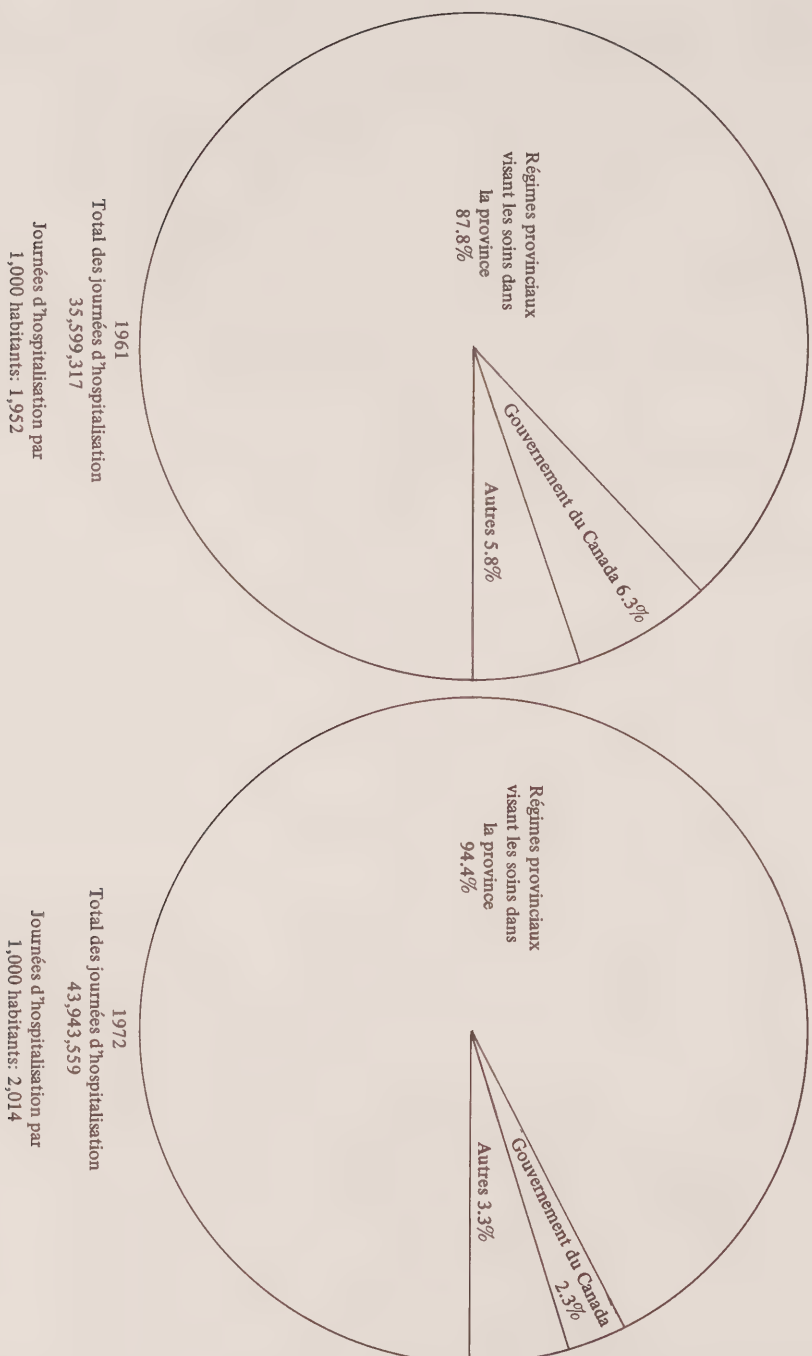 Régimes provinciaux
visant les soins dans
la province
87.8%
Gouvernement du Canada 6.3%
Autres 5.8%
1961
Total des journées d'hospitalisation
35,599,317
Journées d'hospitalisation par
1,000 habitants: 1,952
Régimes provinciaux
visant les soins dans
la province
94.4%
Gouvernement du Canada
2.3%
Autres 3.3%
1972
Total des journées d'hospitalisation
43,943,559
Journées d'hospitalisation par
1,000 habitants: 2,014